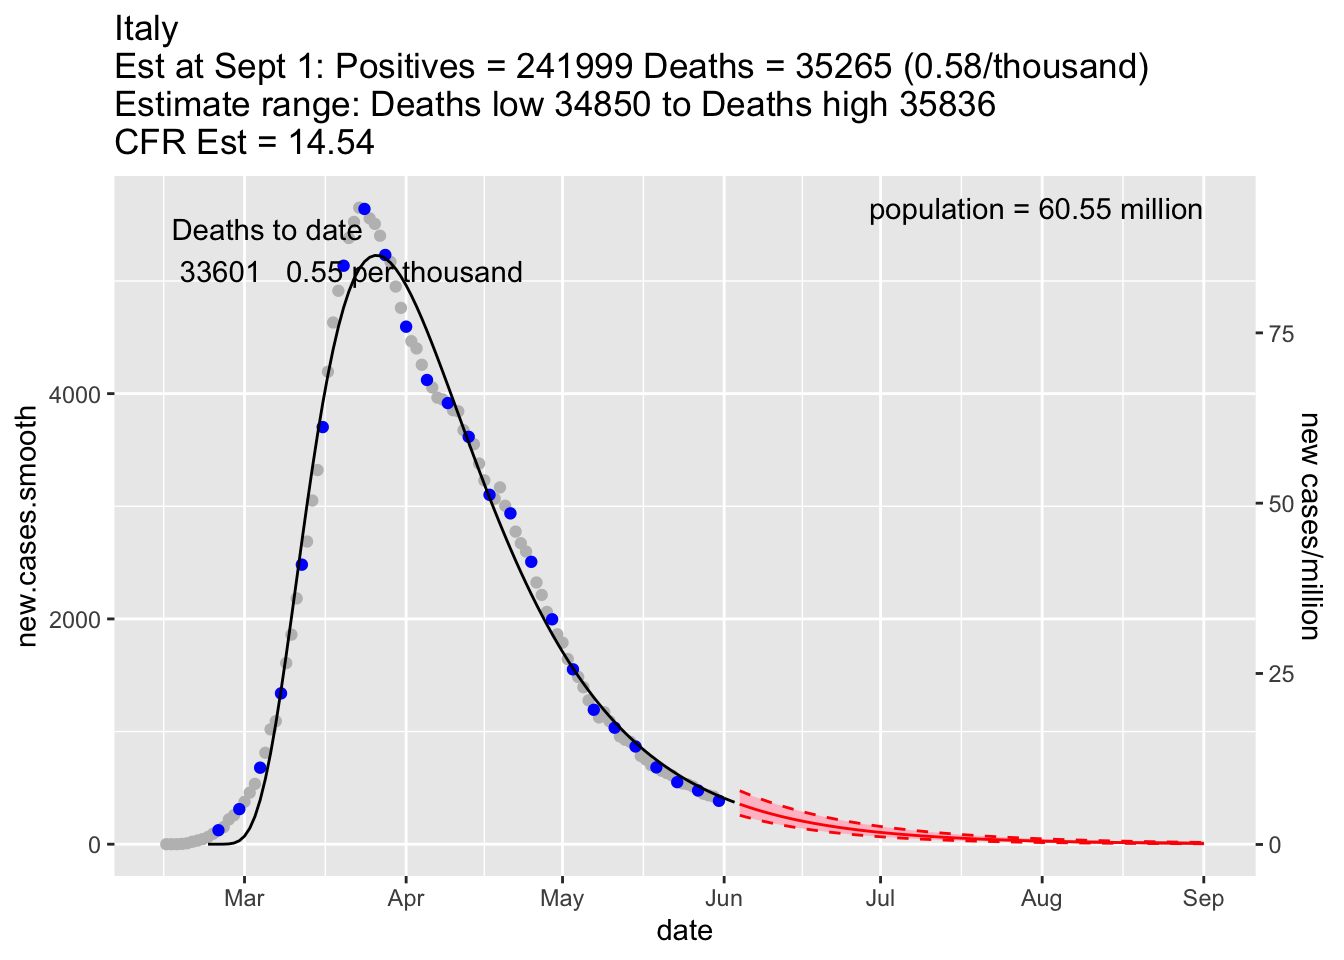 Italy
Est at Sept 1: Positives = 241999 Deaths = 35265 (0.58/thousand)
Estimate range: Deaths low 34850 to Deaths high 35836
CFR Est = 14.54
population = 60.55 million
Deaths to date
33601 0.55 per thousand
new.cases.smooth
4000
2000
0
75
50
25
0
new cases/million
Mar Apr May Jun Jul Aug Sep
date